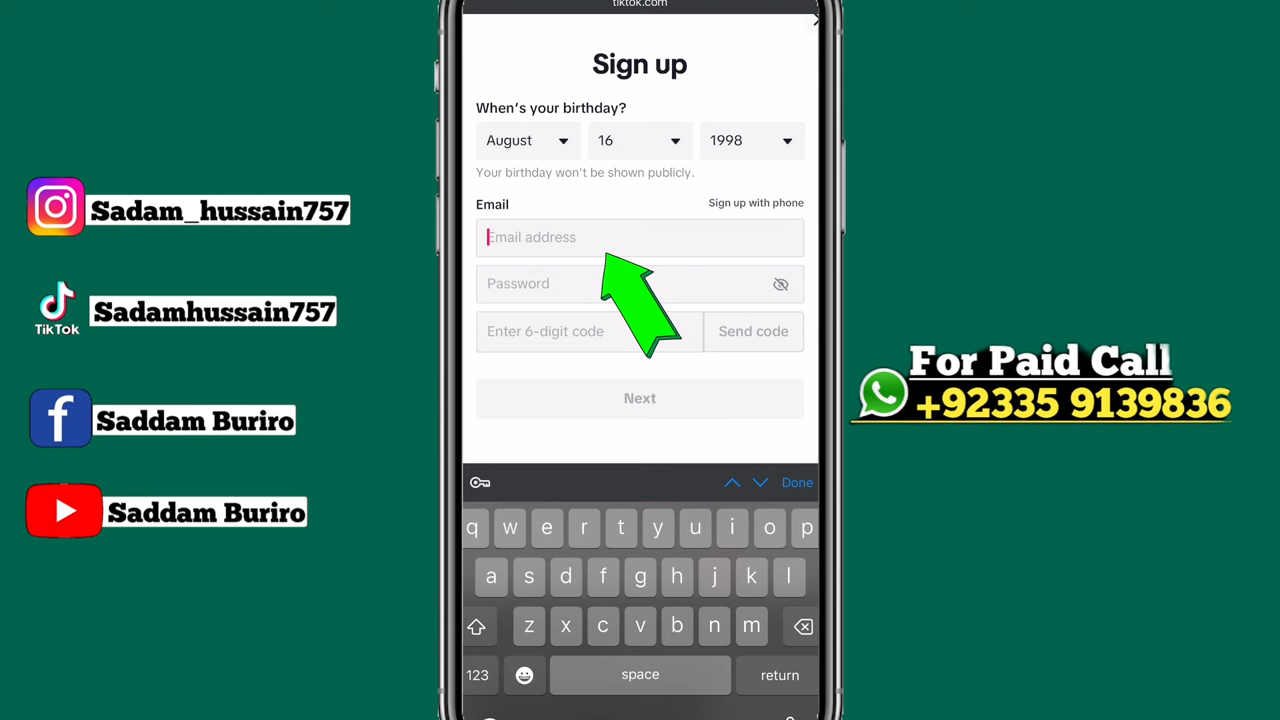 tiktok.com
Sign up
When's your birthday?
August 16 1998
Your birthday won't be shown publicly.
Email Sign up with phone
Email address
Password
Enter 6-digit code Send code
Next
Done
q w e r t y u i o p
a s d f g h j k l
z x c v b n m
123 space return
Sadam_hussain757
TikTok
Sadamhussain757
f
Saddam Buriro
Saddam Buriro
For Paid Call
+92335 9139836